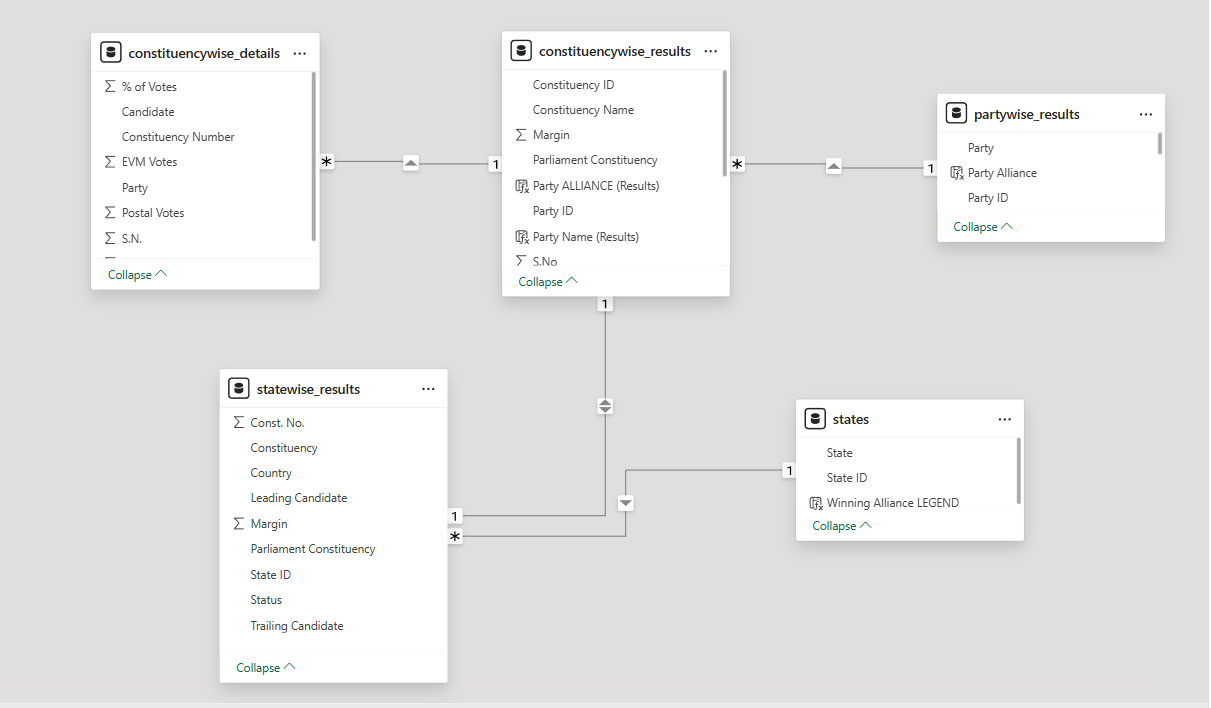 constituencywise_details
% of Votes
Candidate
Constituency Number
EVM Votes
Party
Postal Votes
S.N.
Collapse
*
1
constituencywise_results
Constituency ID
Constituency Name
Margin
Parliament Constituency
Party ALLIANCE (Results)
Party ID
Party Name (Results)
S.No
Collapse
*
1
1
partywise_results
Party
Party Alliance
Party ID
Collapse
statewise_results
Const. No.
Constituency
Country
Leading Candidate
Margin
Parliament Constituency
State ID
Status
Trailing Candidate
Collapse
1
*
1
states
State
State ID
Winning Alliance LEGEND
Collapse